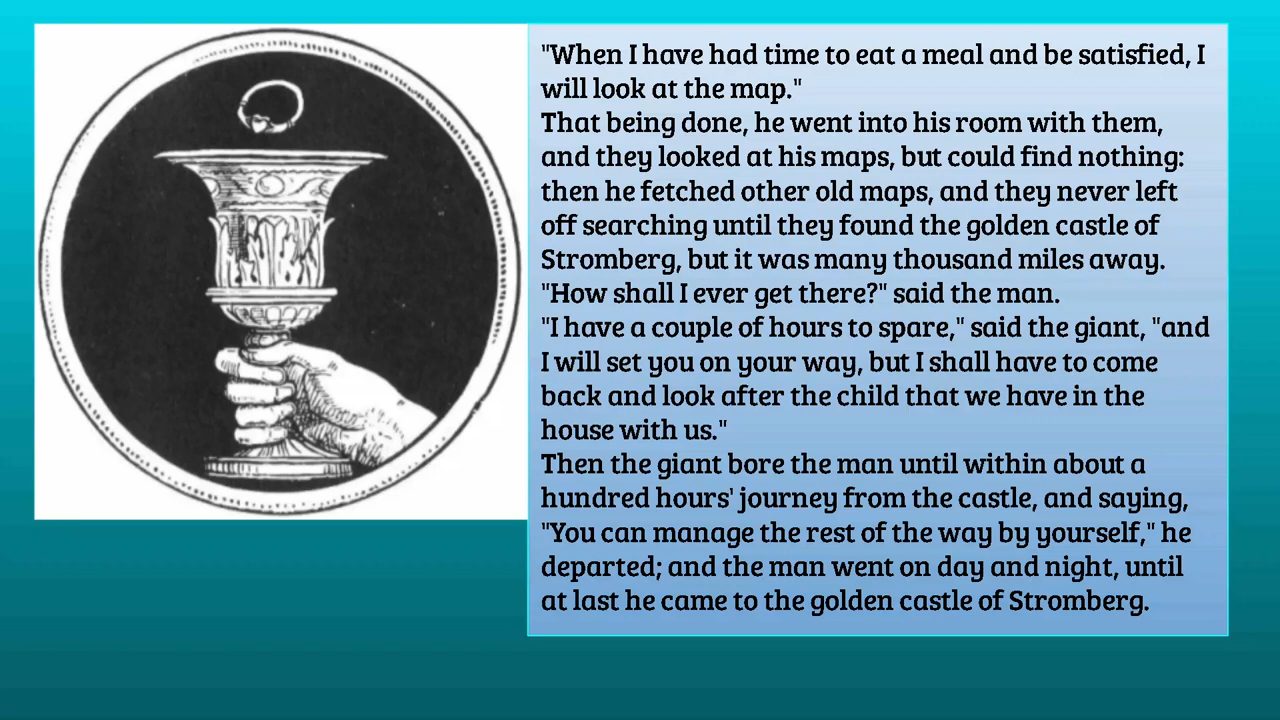 "When I have had time to eat a meal and be satisfied, I
will look at the map."
That being done, he went into his room with them,
and they looked at his maps, but could find nothing:
then he fetched other old maps, and they never left
off searching until they found the golden castle of
Stromberg, but it was many thousand miles away.
"How shall I ever get there?" said the man.
"I have a couple of hours to spare," said the giant, "and
I will set you on your way, but I shall have to come
back and look after the child that we have in the
house with us."
Then the giant bore the man until within about a
hundred hours' journey from the castle, and saying,
"You can manage the rest of the way by yourself," he
departed; and the man went on day and night, until
at last he came to the golden castle of Stromberg.